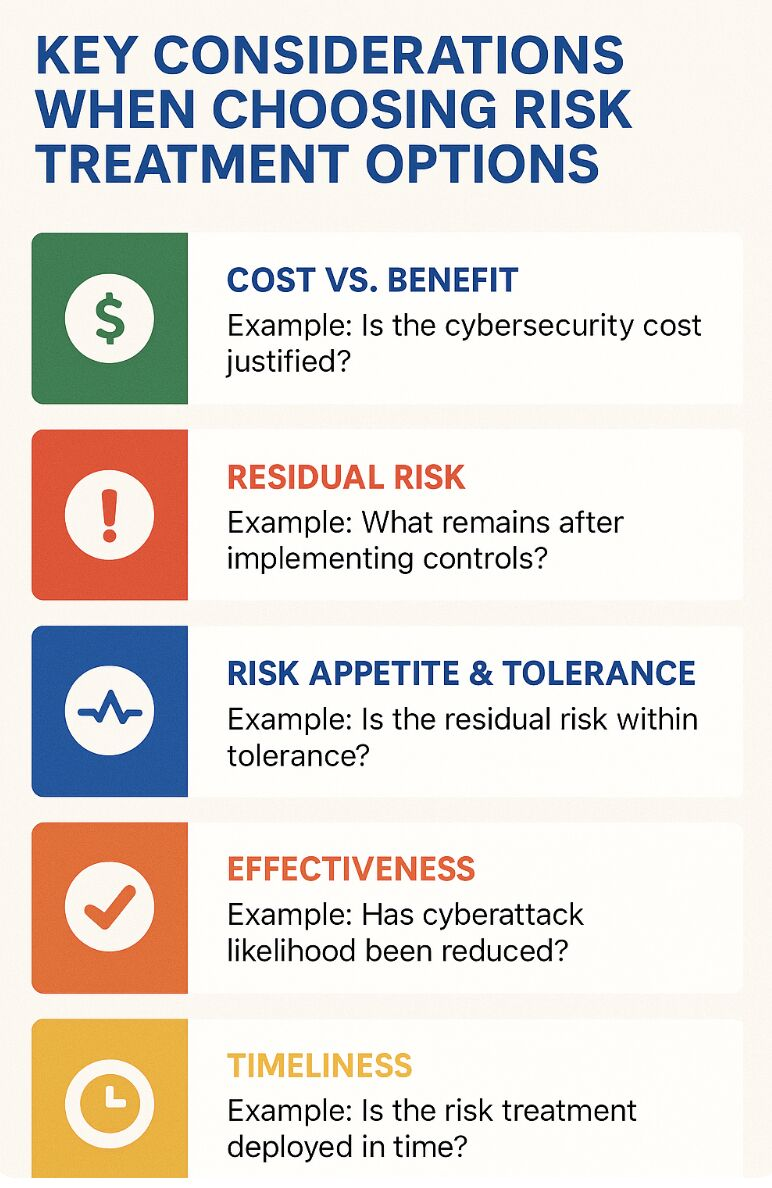 KEY CONSIDERATIONS
WHEN CHOOSING RISK
TREATMENT OPTIONS
$
COST VS. BENEFIT
Example: Is the cybersecurity cost
justified?
!
RESIDUAL RISK
Example: What remains after
implementing controls?
RISK APPETITE & TOLERANCE
Example: Is the residual risk within
tolerance?
EFFECTIVENESS
Example: Has cyberattack
likelihood been reduced?
TIMELINESS
Example: Is the risk treatment
deployed in time?